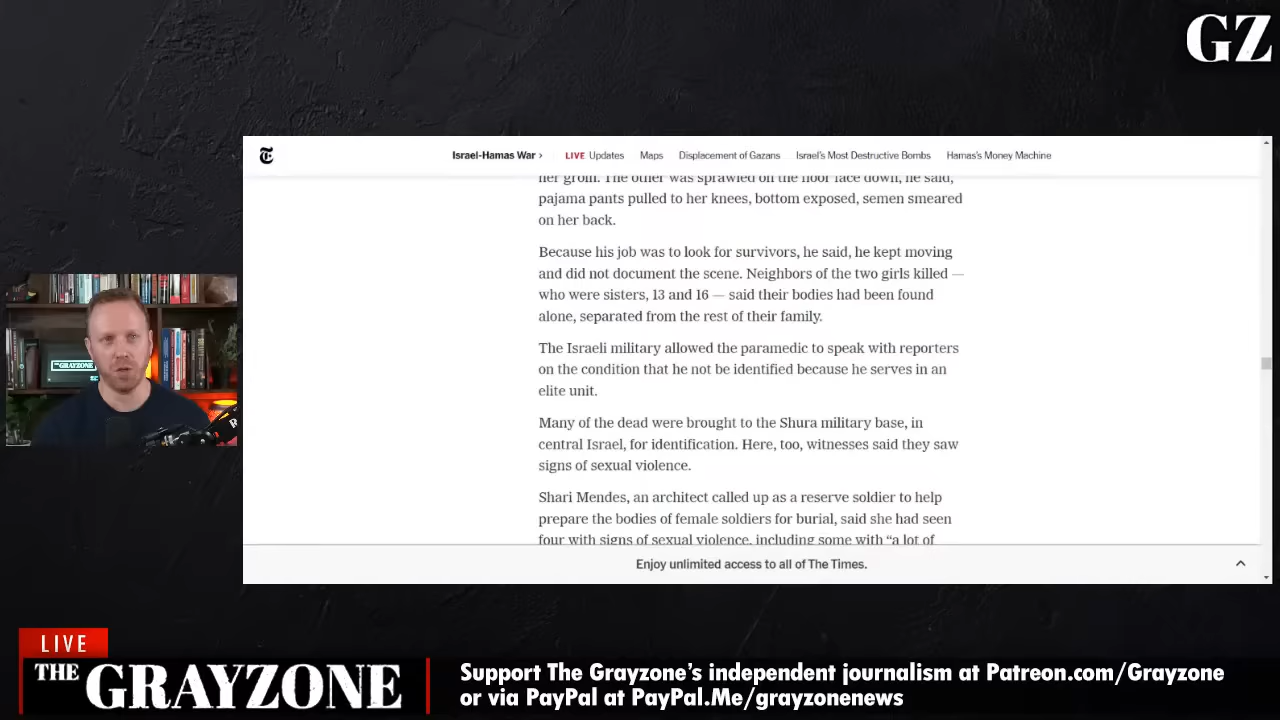 GZ
Israel-Hamas War › LIVE Updates Maps Displacement of Gazans Israel's Most Destructive Bombs Hamas's Money Machine
her groin. The other was sprawled on the floor face down, he said,
pajama pants pulled to her knees, bottom exposed, semen smeared
on her back.
Because his job was to look for survivors, he said, he kept moving
and did not document the scene. Neighbors of the two girls killed —
who were sisters, 13 and 16 — said their bodies had been found
alone, separated from the rest of their family.
The Israeli military allowed the paramedic to speak with reporters
on the condition that he not be identified because he serves in an
elite unit.
Many of the dead were brought to the Shura military base, in
central Israel, for identification. Here, too, witnesses said they saw
signs of sexual violence.
Shari Mendes, an architect called up as a reserve soldier to help
prepare the bodies of female soldiers for burial, said she had seen
four with signs of sexual violence, including some with “a lot of
Enjoy unlimited access to all of The Times.
GRAYZONE
LIVE
THE GRAYZONE
Support The Grayzone's independent journalism at Patreon.com/Grayzone
or via PayPal at PayPal.Me/grayzonenews